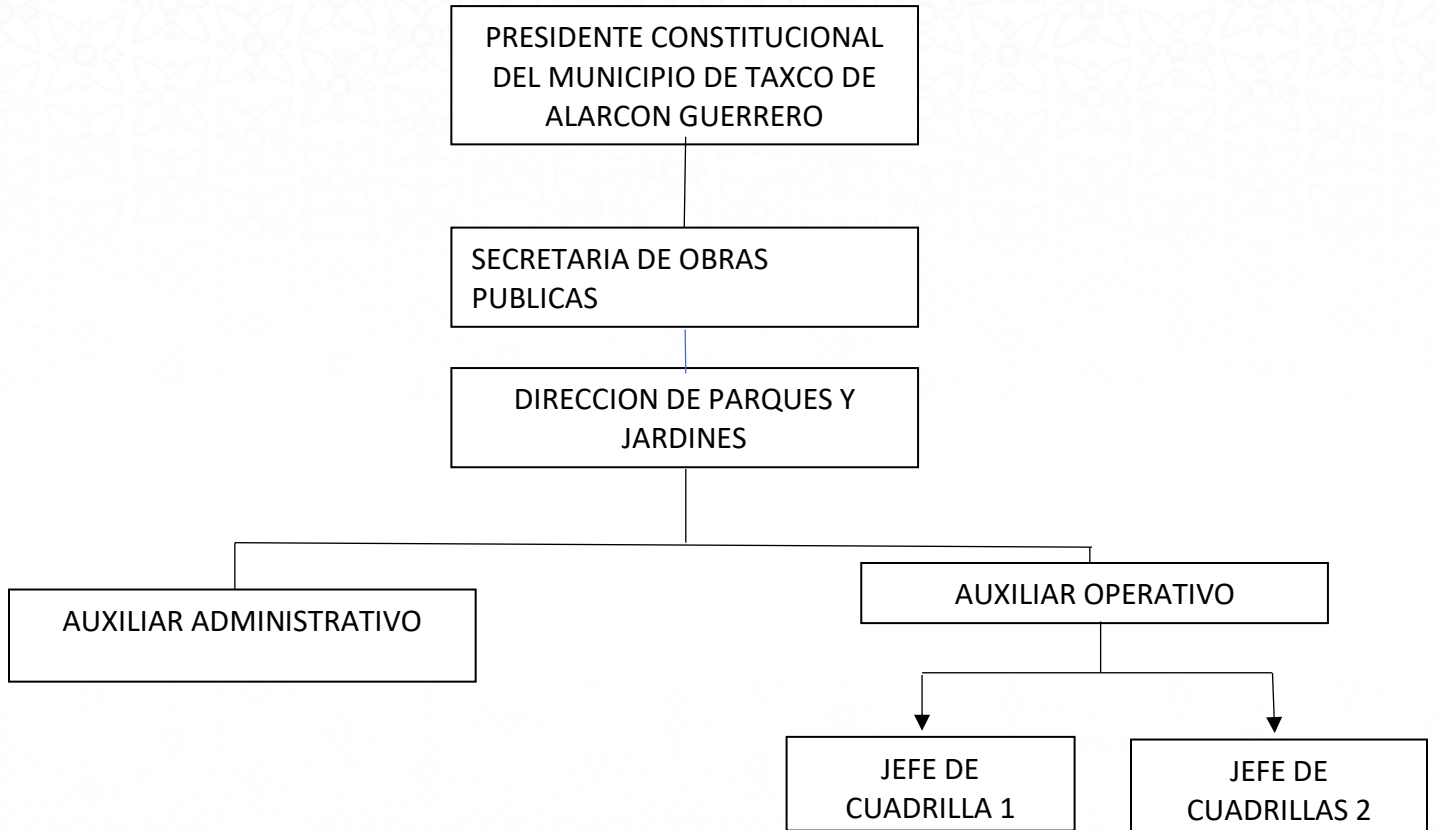 PRESIDENTE CONSTITUCIONAL
DEL MUNICIPIO DE TAXCO DE
ALARCON GUERRERO
SECRETARIA DE OBRAS
PUBLICAS
DIRECCION DE PARQUES Y
JARDINES
AUXILIAR ADMINISTRATIVO
AUXILIAR OPERATIVO
JEFE DE
CUADRILLA 1
JEFE DE
CUADRILLAS 2